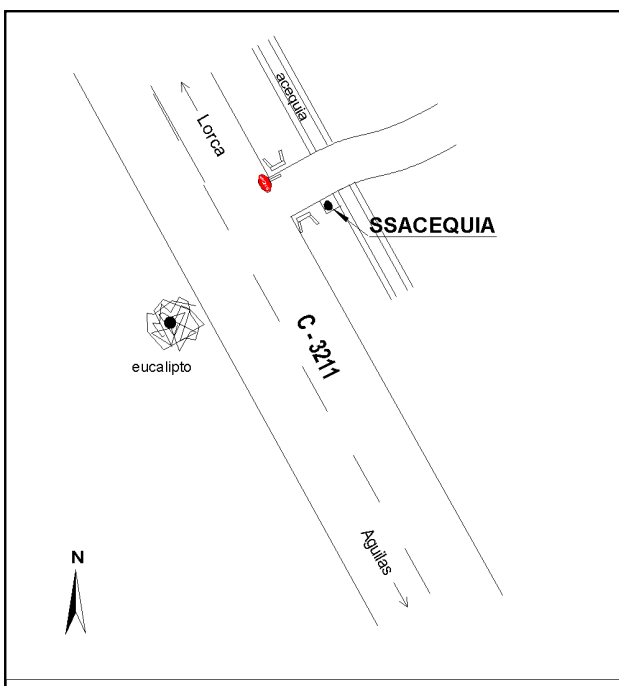 acequia
Lorca
SSACEQUIA
C - 3211
eucalipto
Aguilas
N